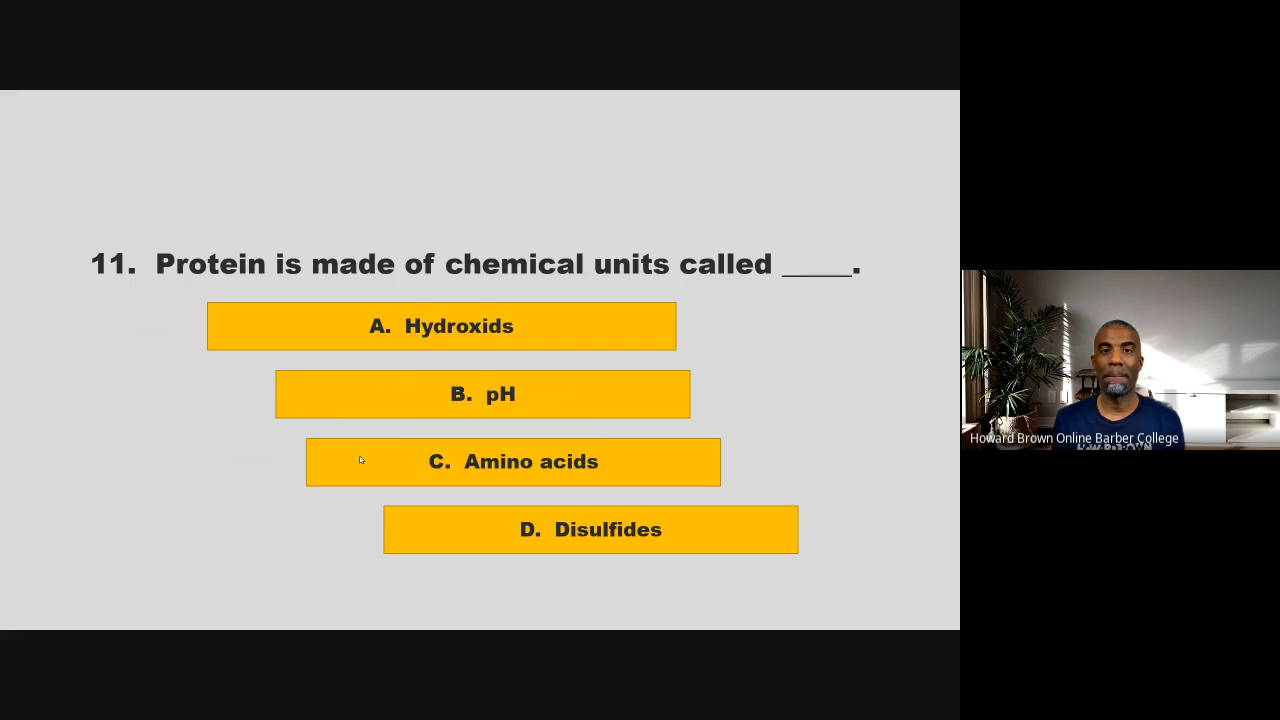 11. Protein is made of chemical units called _____.
A. Hydroxids
B. pH
C. Amino acids
D. Disulfides
Howard Brown Online Barber College